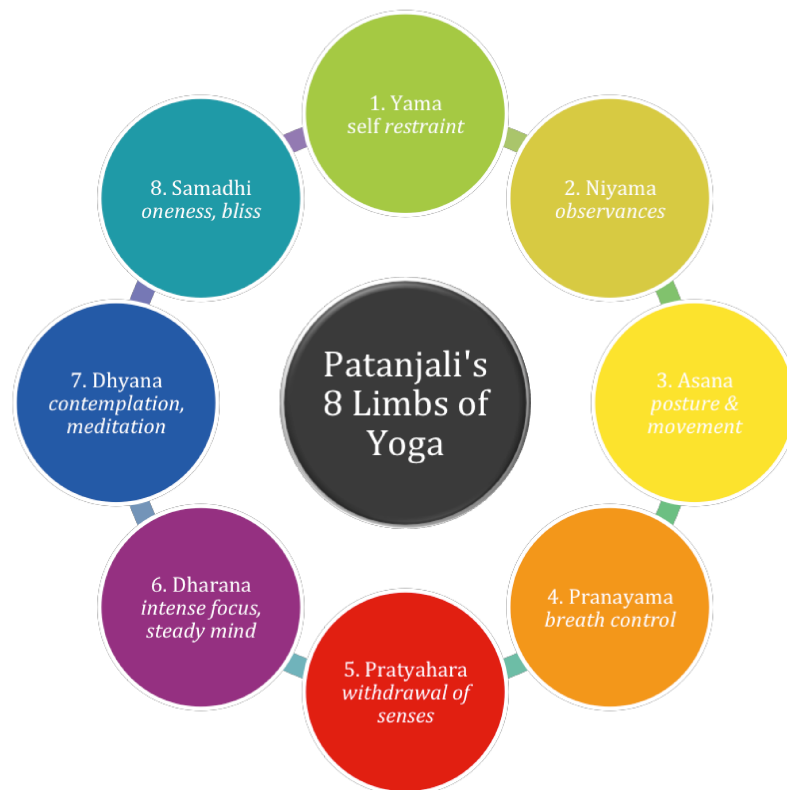 1. Yama
self restraint
2. Niyama
observances
3. Asana
posture &
movement
4. Pranayama
breath control
5. Pratyahara
withdrawal of
senses
6. Dharana
intense focus,
steady mind
7. Dhyana
contemplation,
meditation
8. Samadhi
oneness, bliss
Patanjali's
8 Limbs of
Yoga